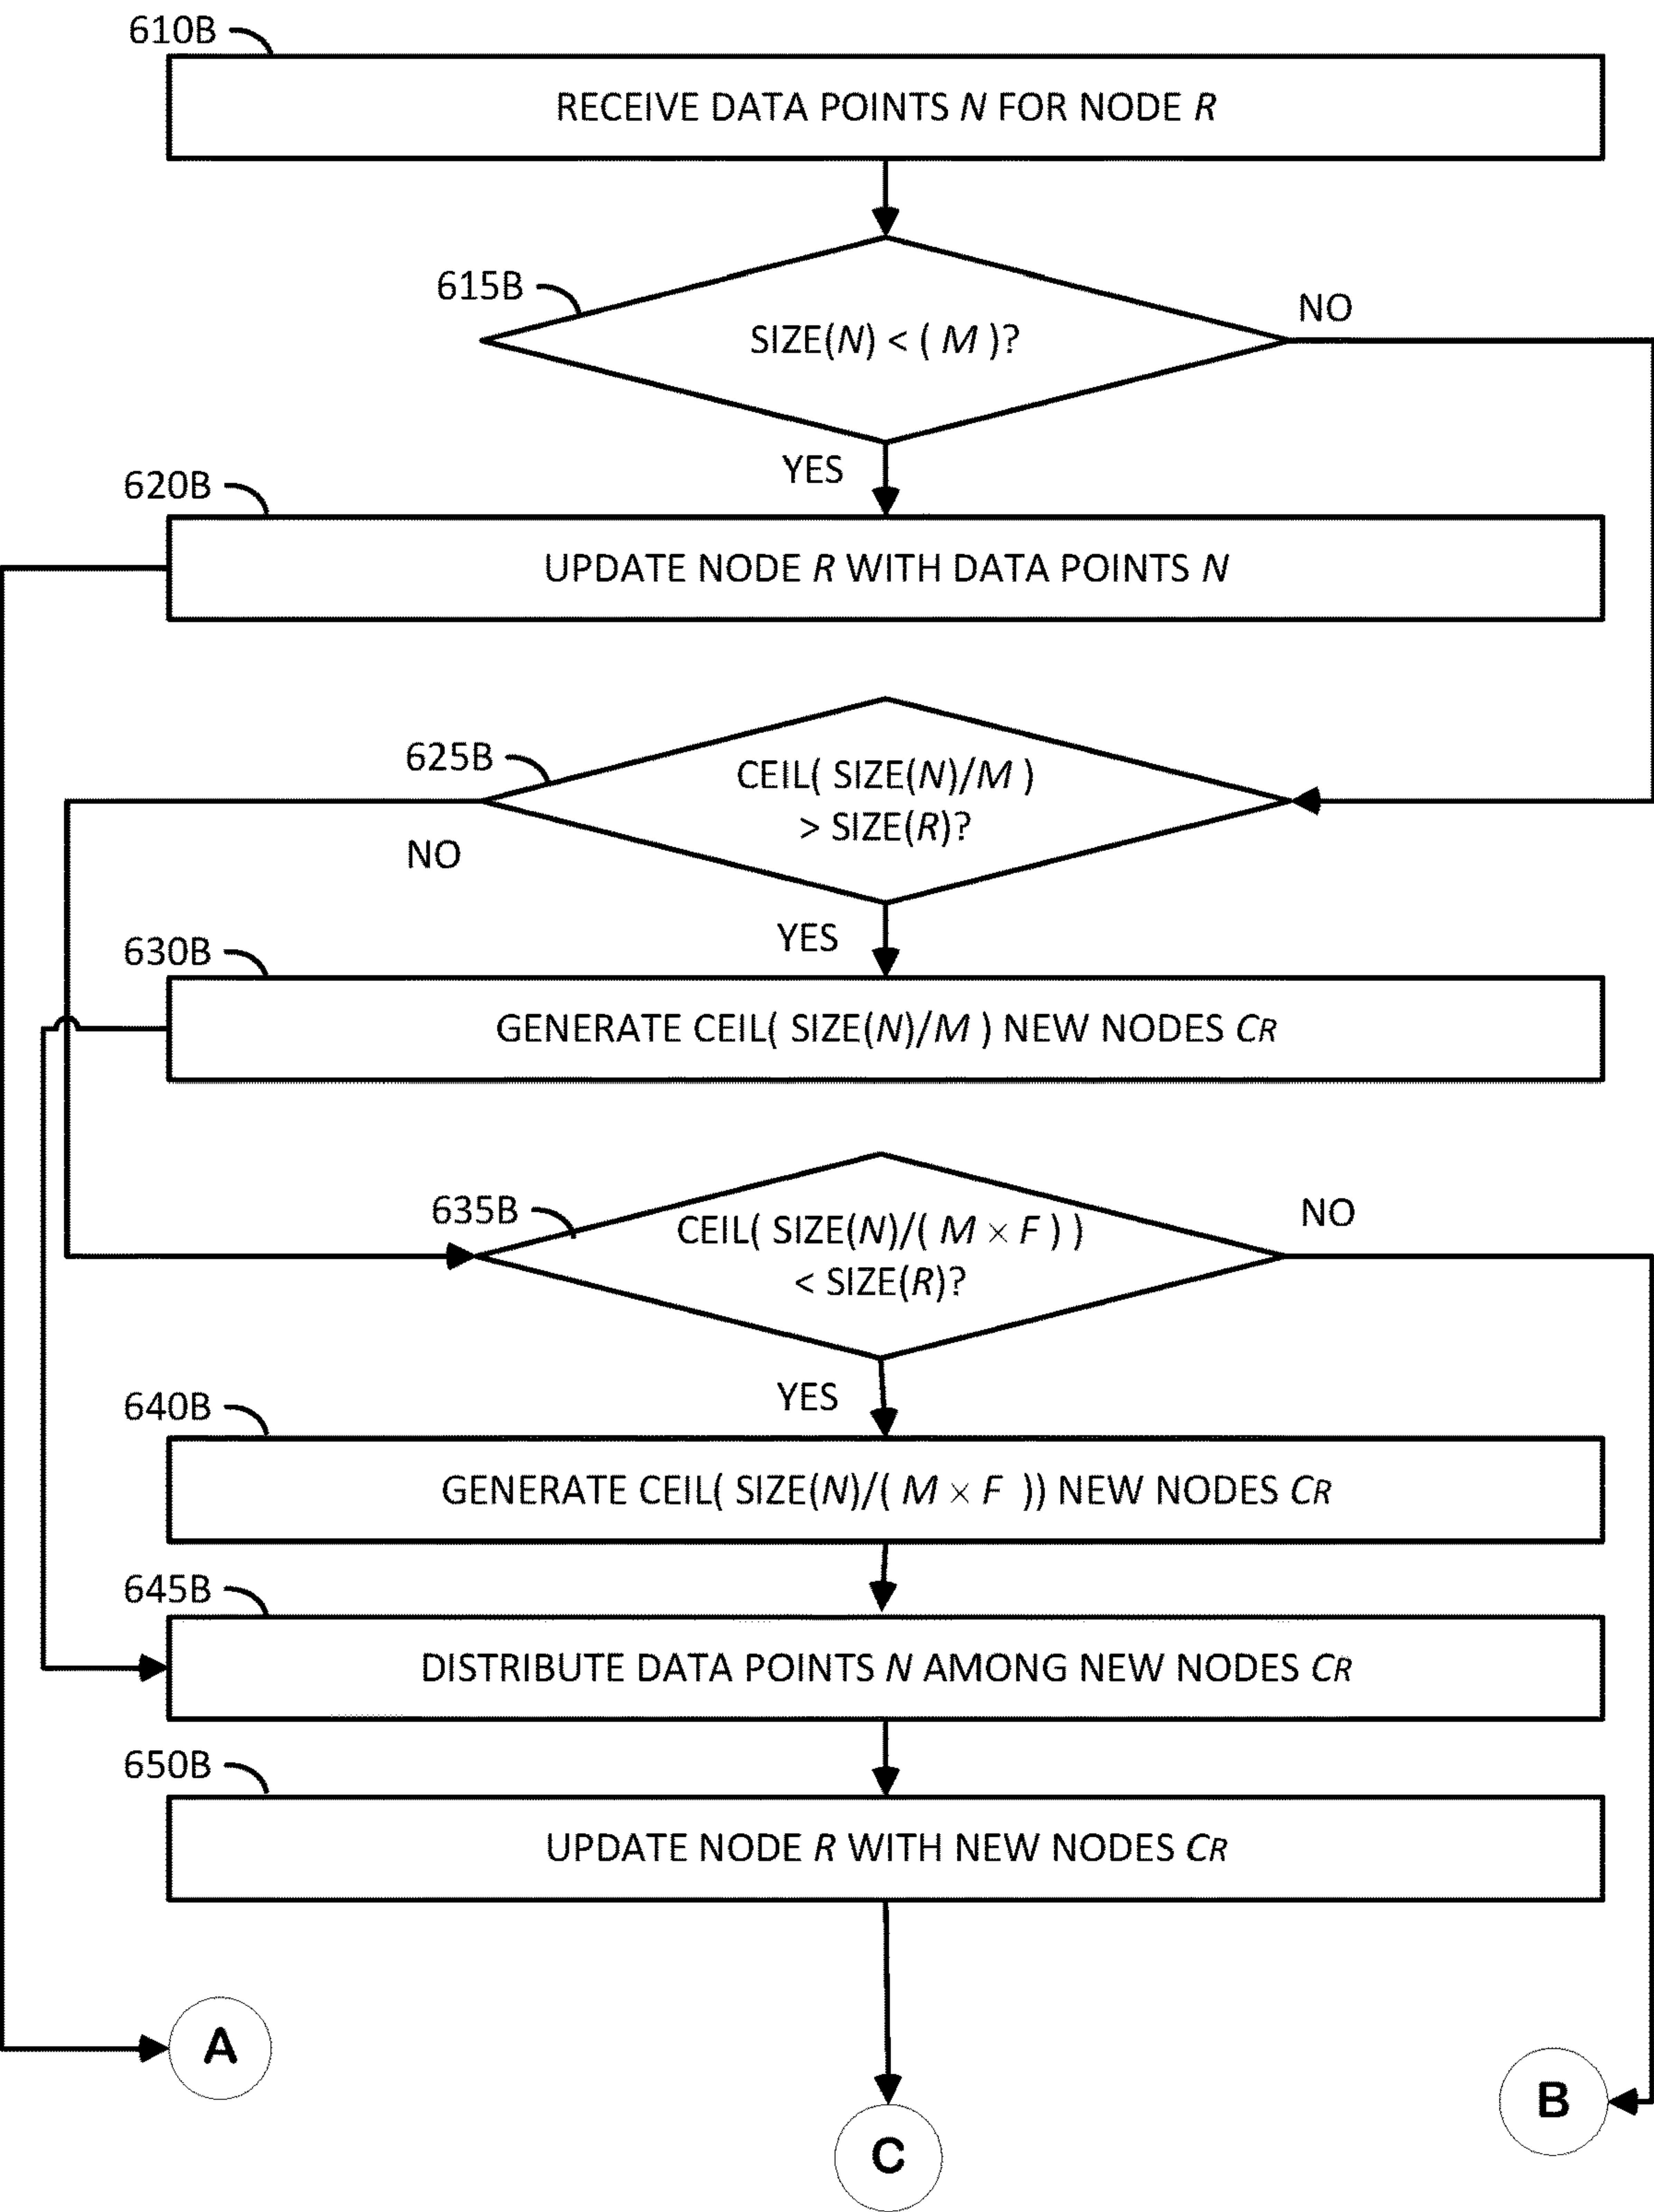 610B
RECEIVE DATA POINTS N FOR NODE R
615B
SIZE(N) < ( M )?
NO
YES
620B
UPDATE NODE R WITH DATA POINTS N
625B
CEIL( SIZE(N)/M )
> SIZE(R)?
NO
YES
630B
GENERATE CEIL( SIZE(N)/M ) NEW NODES CR
635B
CEIL( SIZE(N)/( M × F ) )
< SIZE(R)?
NO
YES
640B
GENERATE CEIL( SIZE(N)/( M × F )) NEW NODES CR
645B
DISTRIBUTE DATA POINTS N AMONG NEW NODES CR
650B
UPDATE NODE R WITH NEW NODES CR
A
B
C